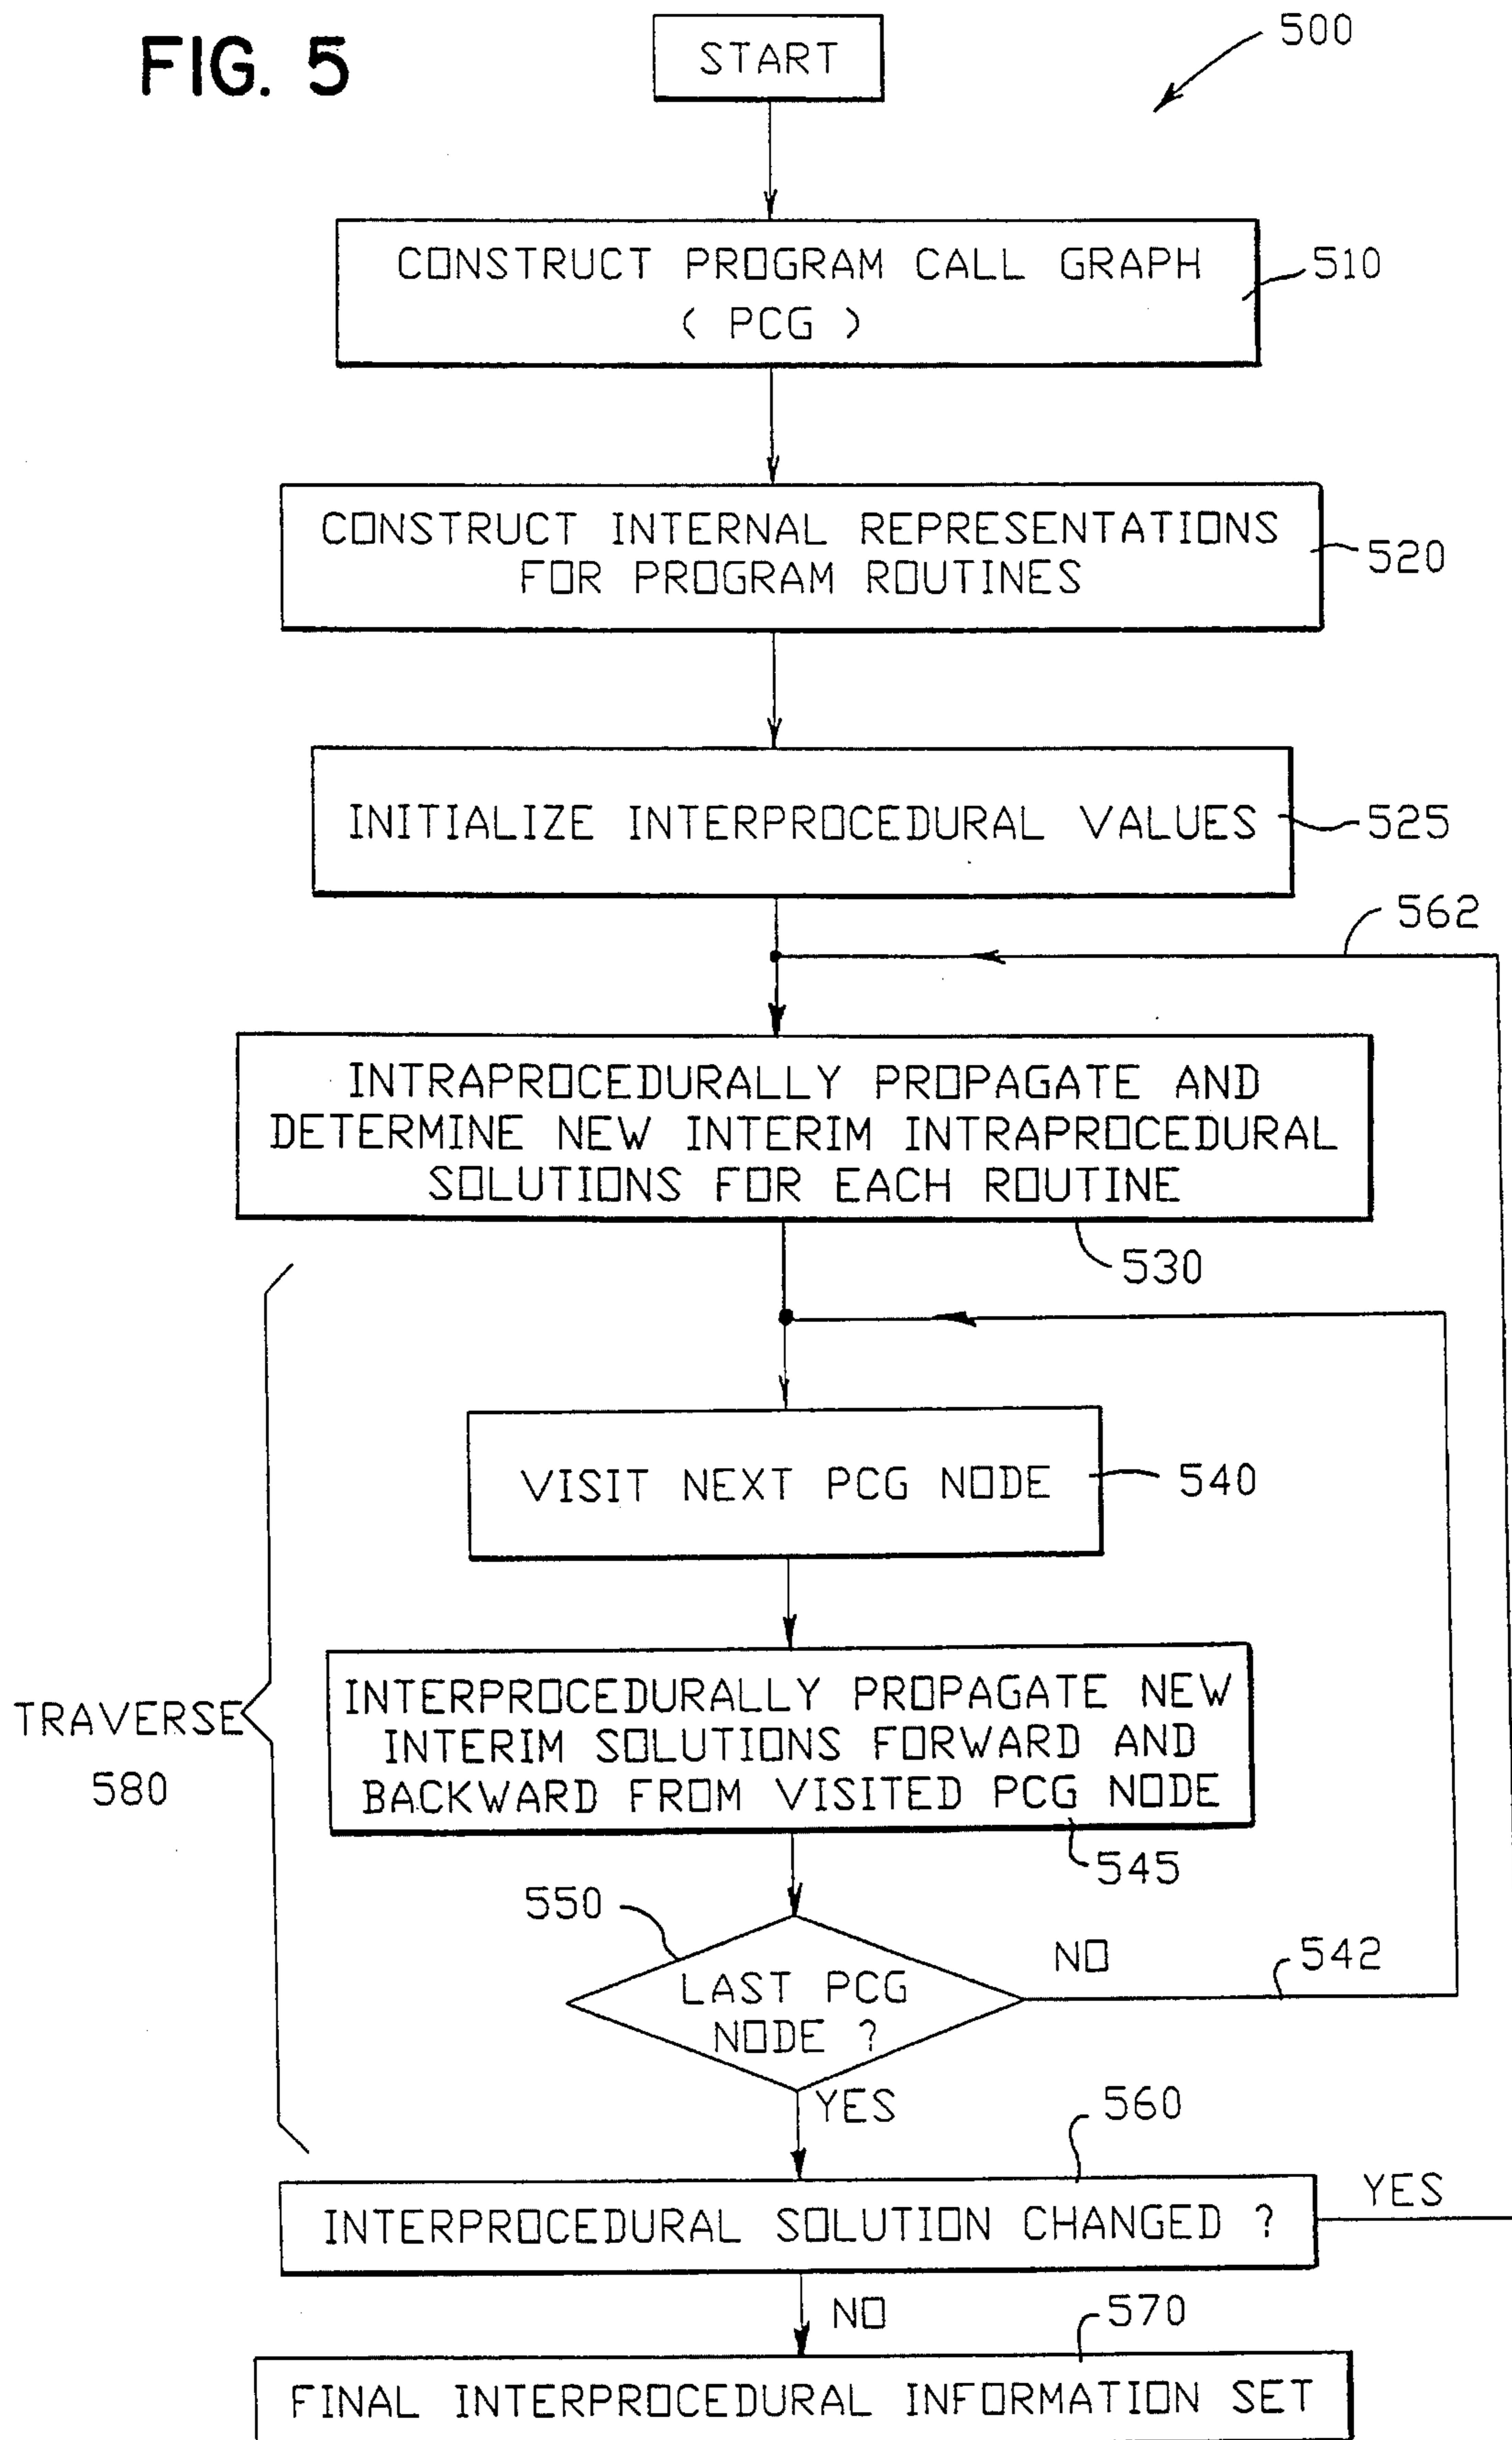 FIG. 5
START
500
CONSTRUCT PROGRAM CALL GRAPH
( PCG )
510
CONSTRUCT INTERNAL REPRESENTATIONS
FOR PROGRAM ROUTINES
520
INITIALIZE INTERPROCEDURAL VALUES
525
562
INTRAPROCEDURALLY PROPAGATE AND
DETERMINE NEW INTERIM INTRAPROCEDURAL
SOLUTIONS FOR EACH ROUTINE
530
VISIT NEXT PCG NODE
540
INTERPROCEDURALLY PROPAGATE NEW
INTERIM SOLUTIONS FORWARD AND
BACKWARD FROM VISITED PCG NODE
TRAVERSE
580
545
550
LAST PCG
NODE ?
NO
542
YES
560
INTERPROCEDURAL SOLUTION CHANGED ?
YES
NO
570
FINAL INTERPROCEDURAL INFORMATION SET